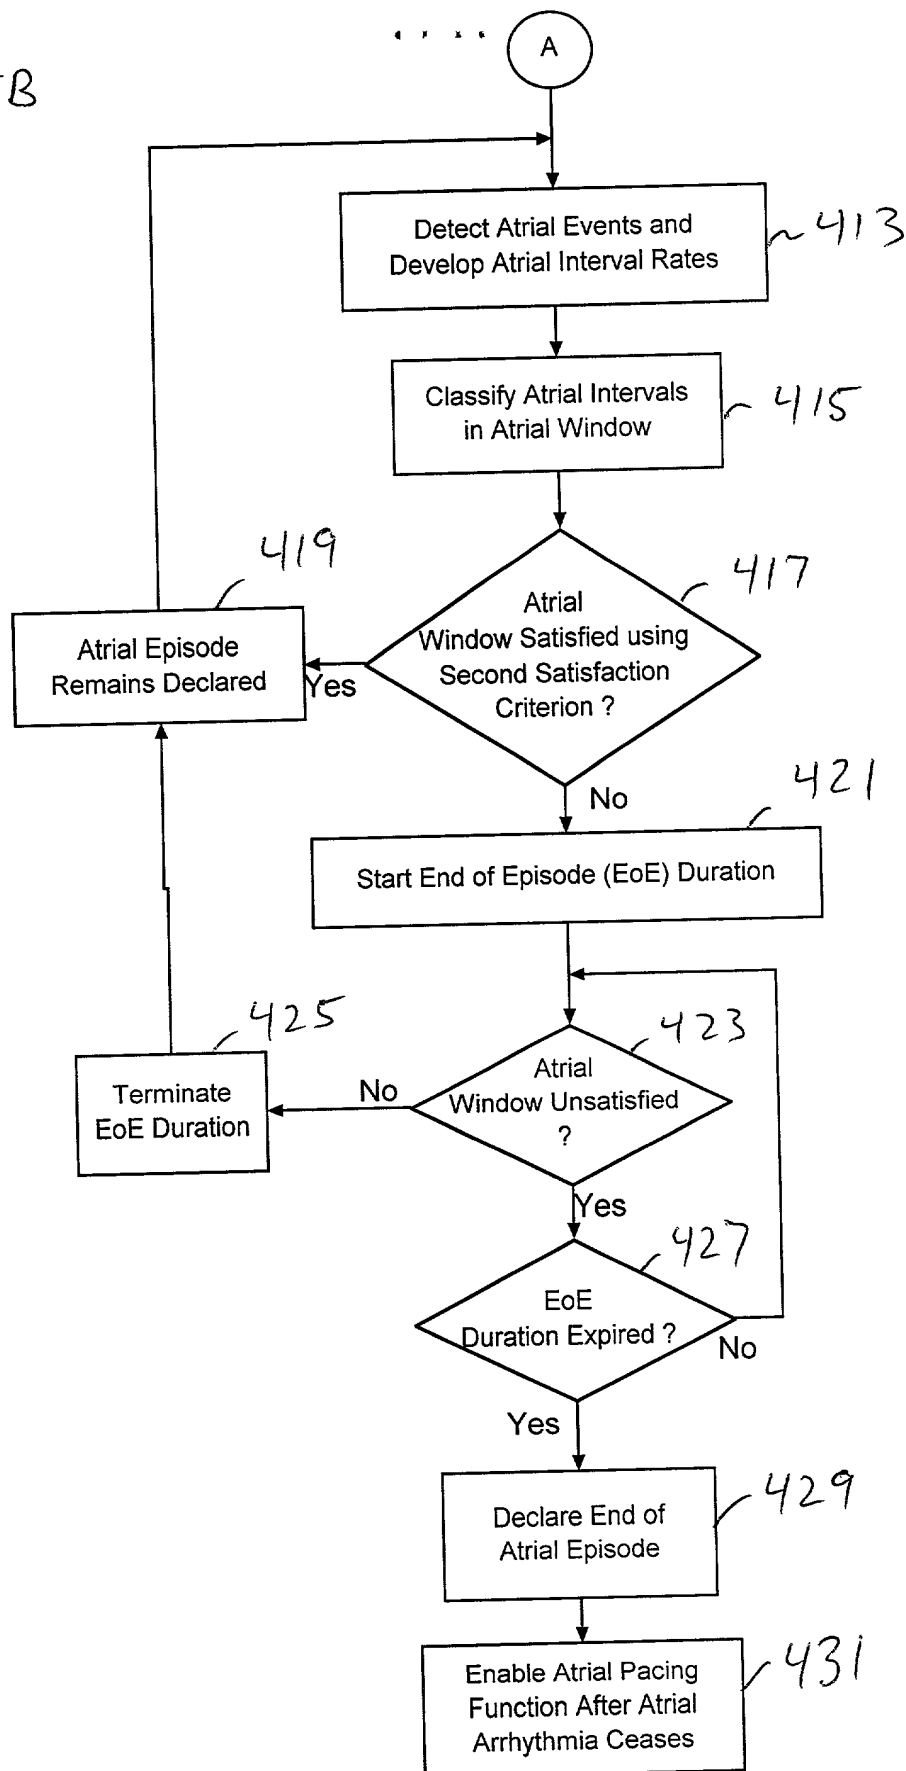 A
B
Detect Atrial Events and
Develop Atrial Interval Rates
413
Classify Atrial Intervals
in Atrial Window
415
417
Atrial
Window Satisfied using
Second Satisfaction
Criterion ?
419
Atrial Episode
Remains Declared
Yes
No
421
Start End of Episode (EoE) Duration
425
Terminate
EoE Duration
No
423
Atrial
Window Unsatisfied
?
Yes
427
EoE
Duration Expired ?
No
Yes
Declare End of
Atrial Episode
429
Enable Atrial Pacing
Function After Atrial
Arrhythmia Ceases
431